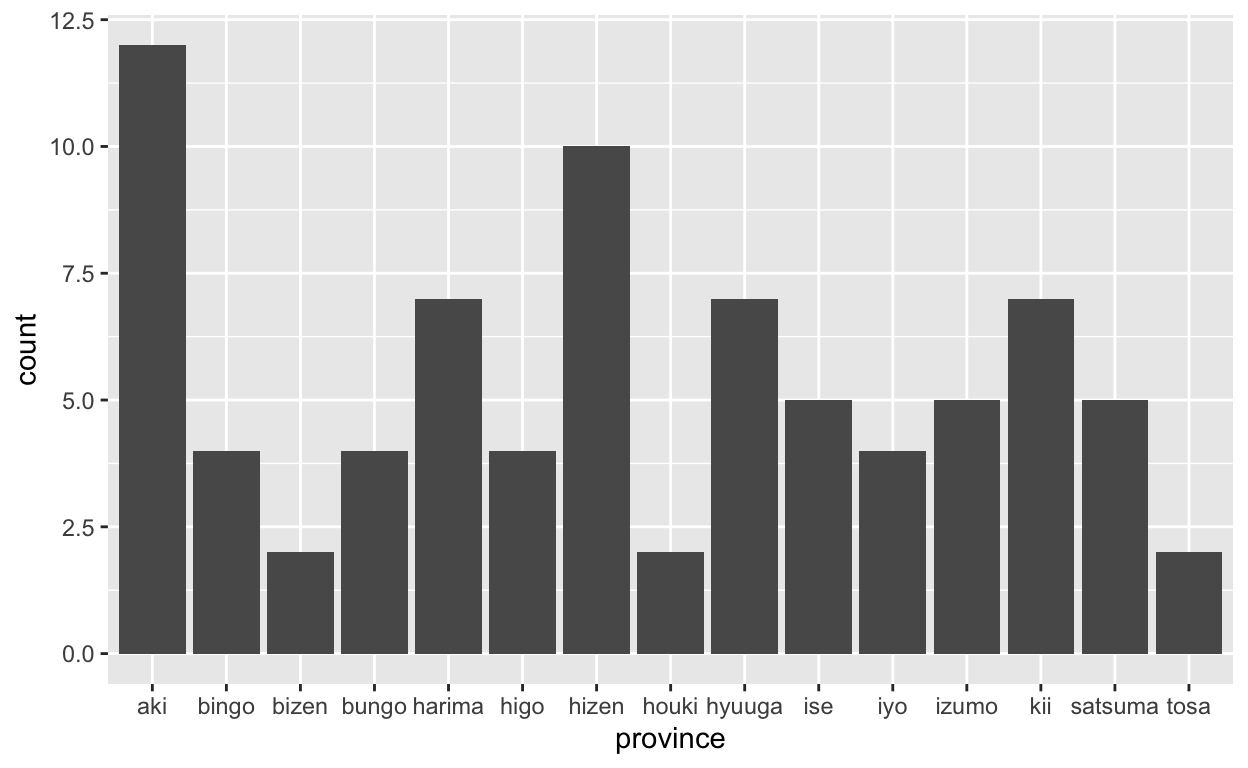 12.5
10.0
7.5
5.0
2.5
0.0
count
aki bingo bizen bungo harima higo hizen houki hyuuga ise iyo izumo kii satsuma tosa
province